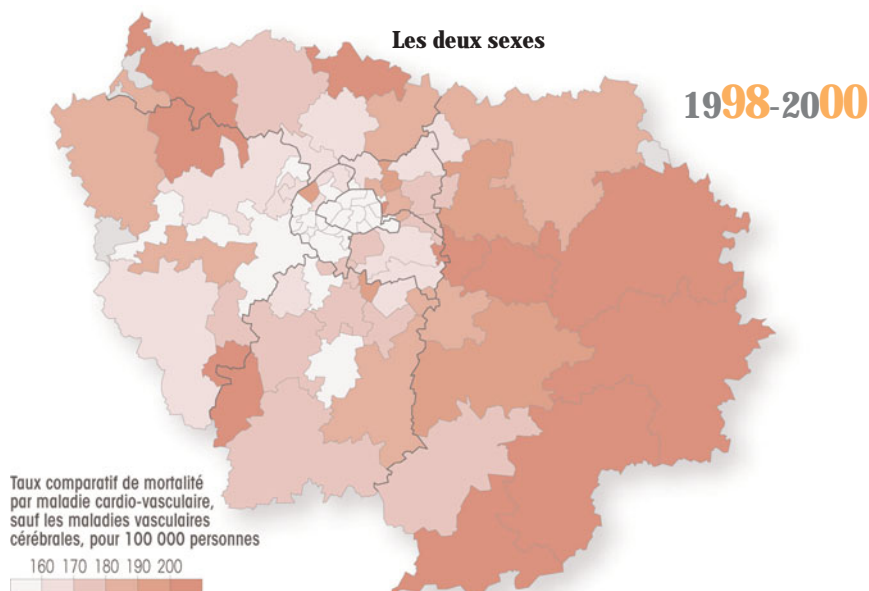 Les deux sexes
1998-2000
Taux comparatif de mortalité
par maladie cardio-vasculaire,
sauf les maladies vasculaires
cérébrales, pour 100 000 personnes
160 170 180 190 200